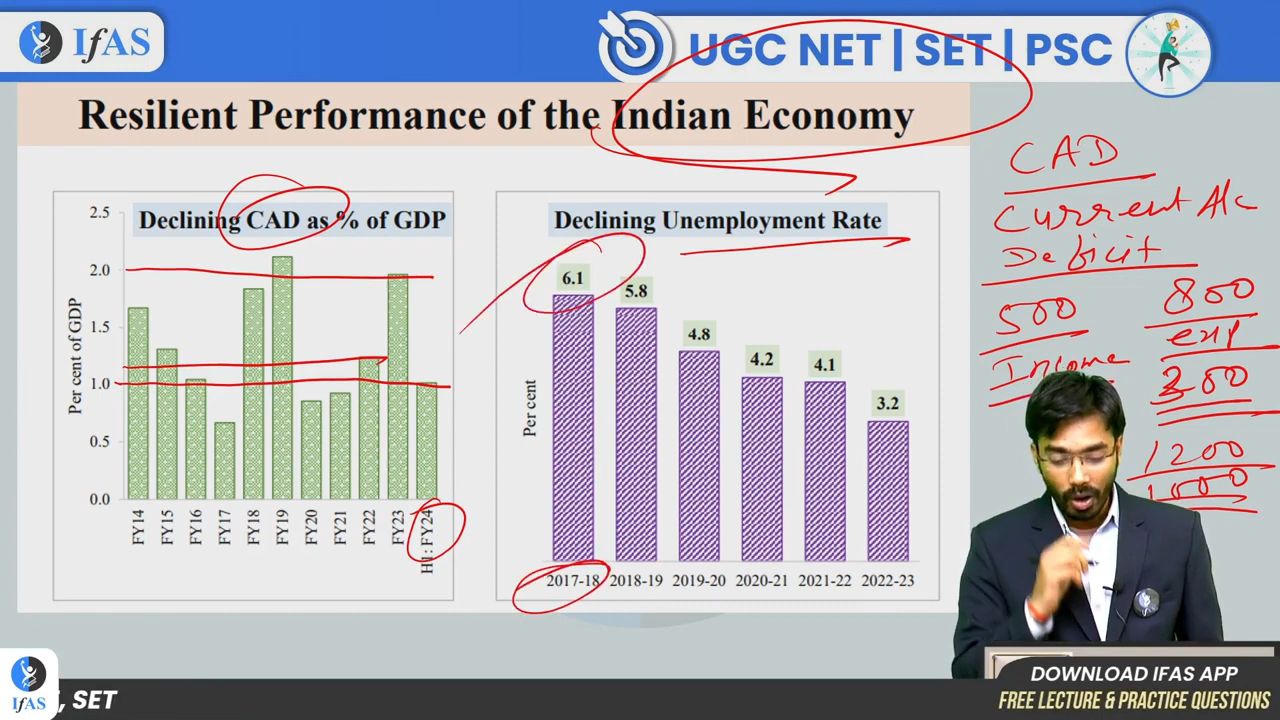 IfAS
UGC NET | SET | PSC
Resilient Performance of the Indian Economy
Declining CAD as % of GDP
Per cent of GDP
2.5
2.0
1.5
1.0
0.5
0.0
FY14
FY15
FY16
FY17
FY18
FY19
FY20
FY21
FY22
FY23
H1: FY24
Declining Unemployment Rate
Per cent
6.1
5.8
4.8
4.2
4.1
3.2
2017-18
2018-19
2019-20
2020-21
2021-22
2022-23
CAD
Current A/c
Deficit
500
Income
800
exp
300
1200
1000
IfAS
, SET
DOWNLOAD IFAS APP
FREE LECTURE & PRACTICE QUESTIONS